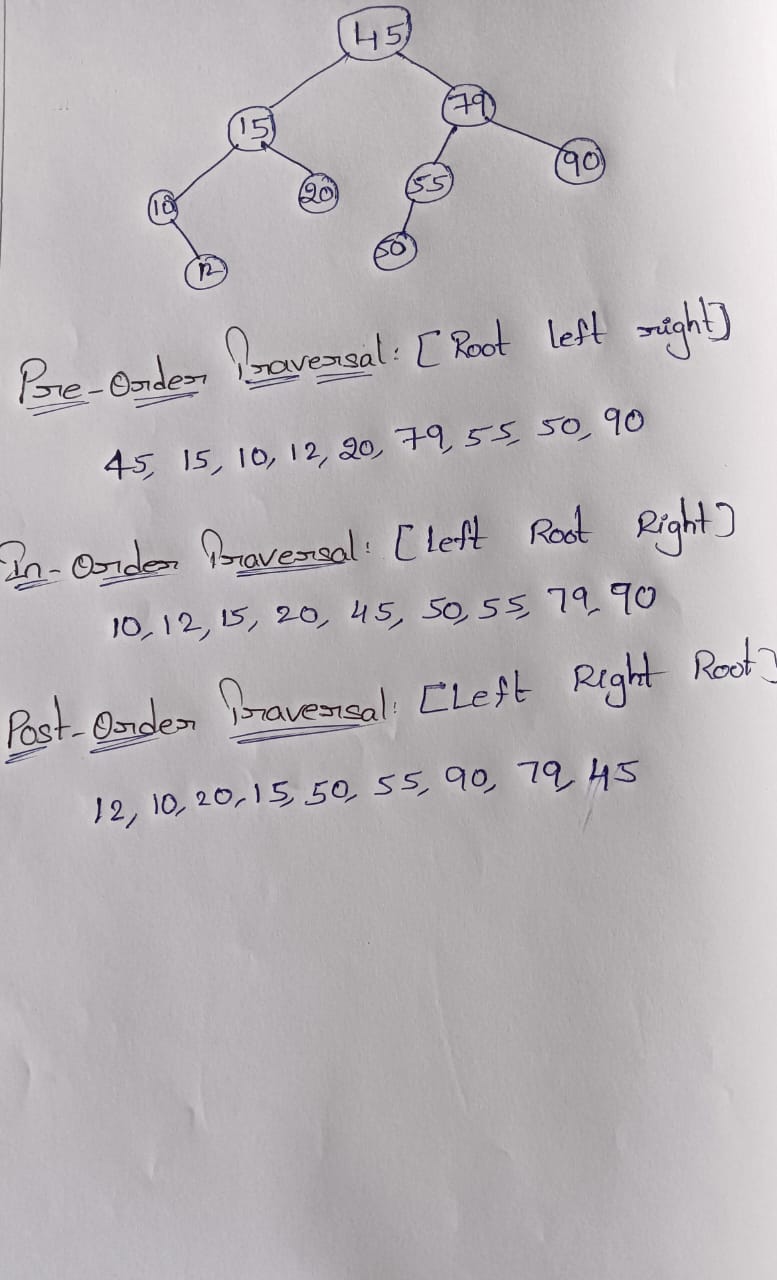 45
79
15
90
55
20
10
50
12
Pre-Order Traversal: [Root left right]
45, 15, 10, 12, 20, 79, 55, 50, 90
In-Order Traversal: [Left Root Right]
10, 12, 15, 20, 45, 50, 55, 79, 90
Post-Order Traversal: [Left Right Root]
12, 10, 20, 15, 50, 55, 90, 79, 45